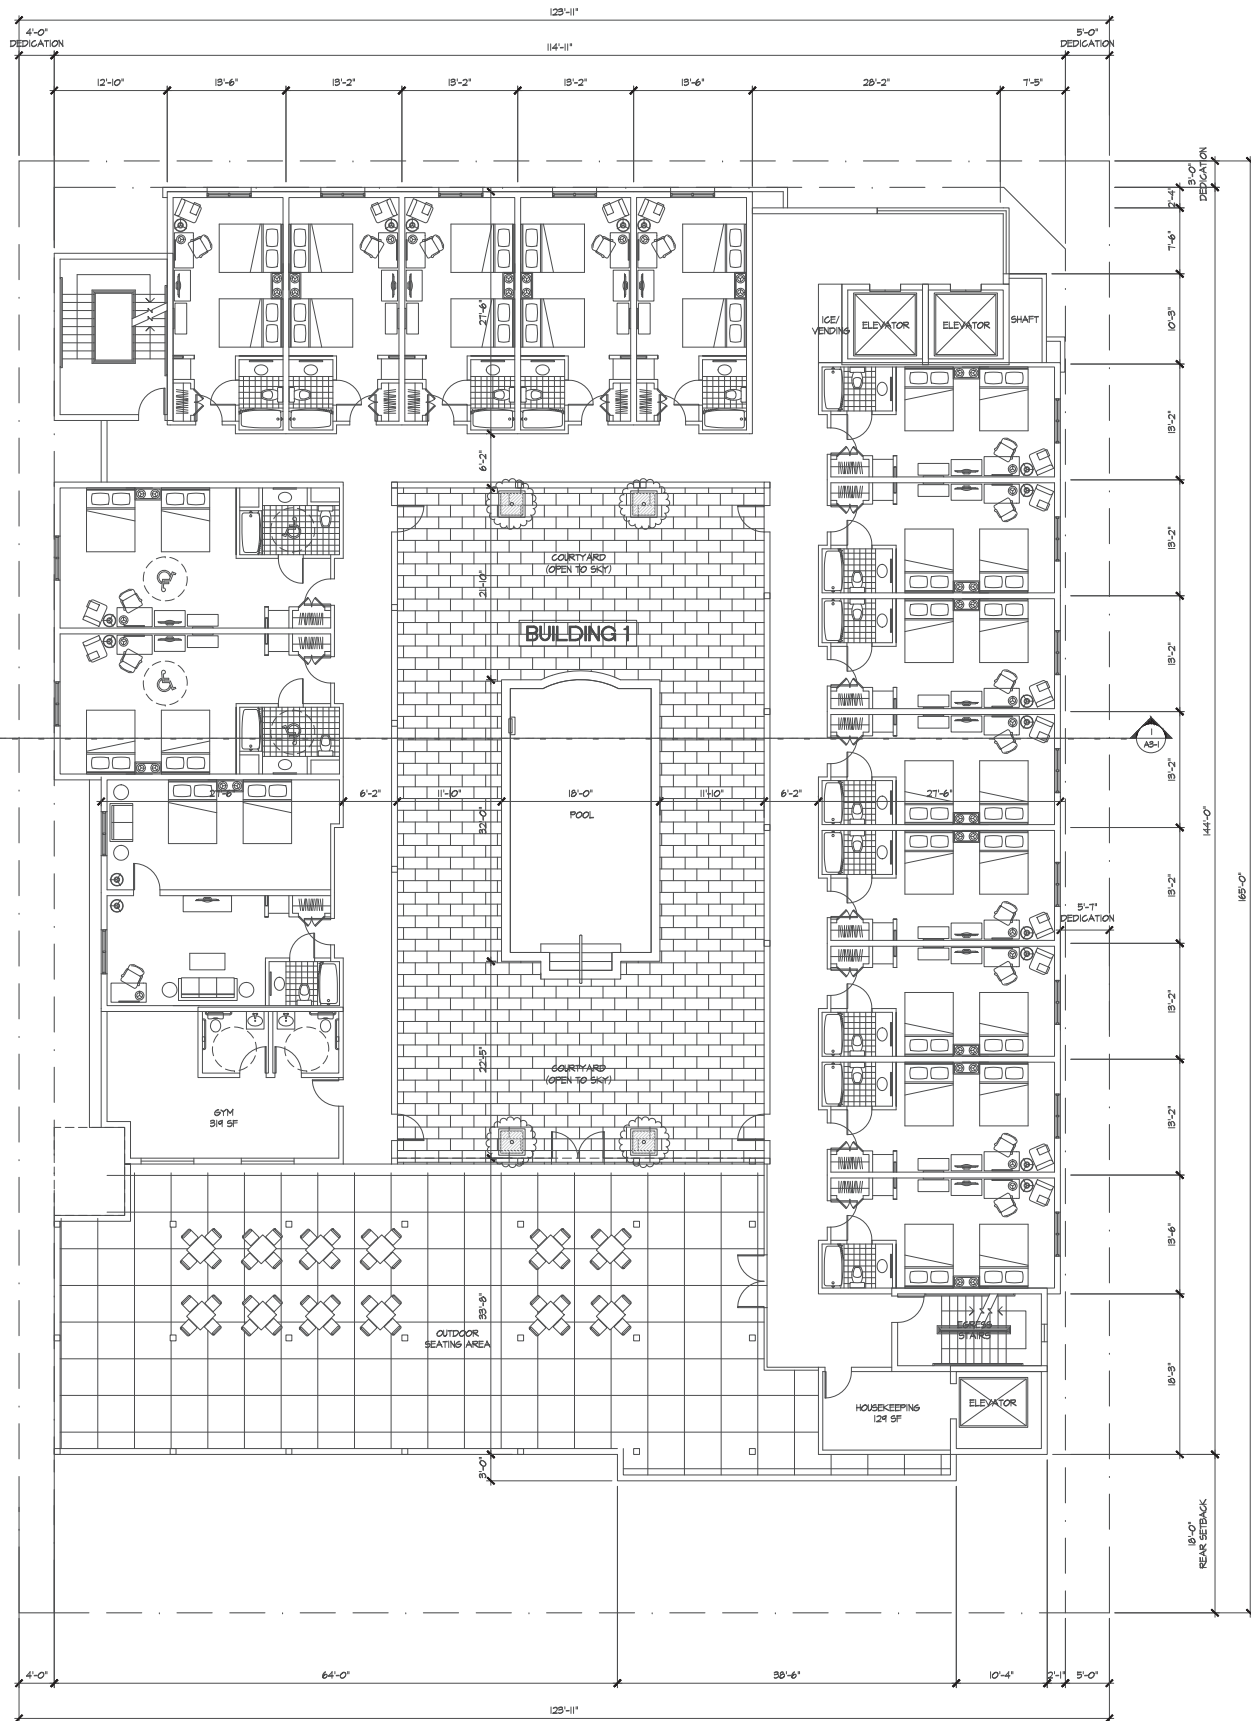 123'-11"
4'-0"
DEDICATION
114'-11"
5'-0"
DEDICATION
12'-10"
13'-6"
13'-2"
13'-2"
13'-2"
13'-6"
28'-2"
7'-5"
3'-0"
DEDICATION
2'-4"
7'-6"
10'-3"
ICE/
VENDING
ELEVATOR
ELEVATOR
SHAFT
27'-6"
13'-2"
6'-2"
13'-2"
COURTYARD
(OPEN TO SKY)
21'-10"
BUILDING 1
13'-2"
1
A3-1
13'-2"
27'-6"
6'-2"
11'-10"
18'-0"
11'-10"
6'-2"
27'-6"
POOL
32'-0"
144'-0"
165'-0"
13'-2"
5'-7"
DEDICATION
13'-2"
22'-5"
COURTYARD
(OPEN TO SKY)
GYM
319 SF
13'-2"
13'-6"
33'-8"
OUTDOOR
SEATING AREA
EGRESS
STAIRS
18'-3"
HOUSEKEEPING
129 SF
ELEVATOR
3'-0"
18'-0"
REAR SETBACK
4'-0"
64'-0"
38'-6"
10'-4"
2'-1"
5'-0"
123'-11"